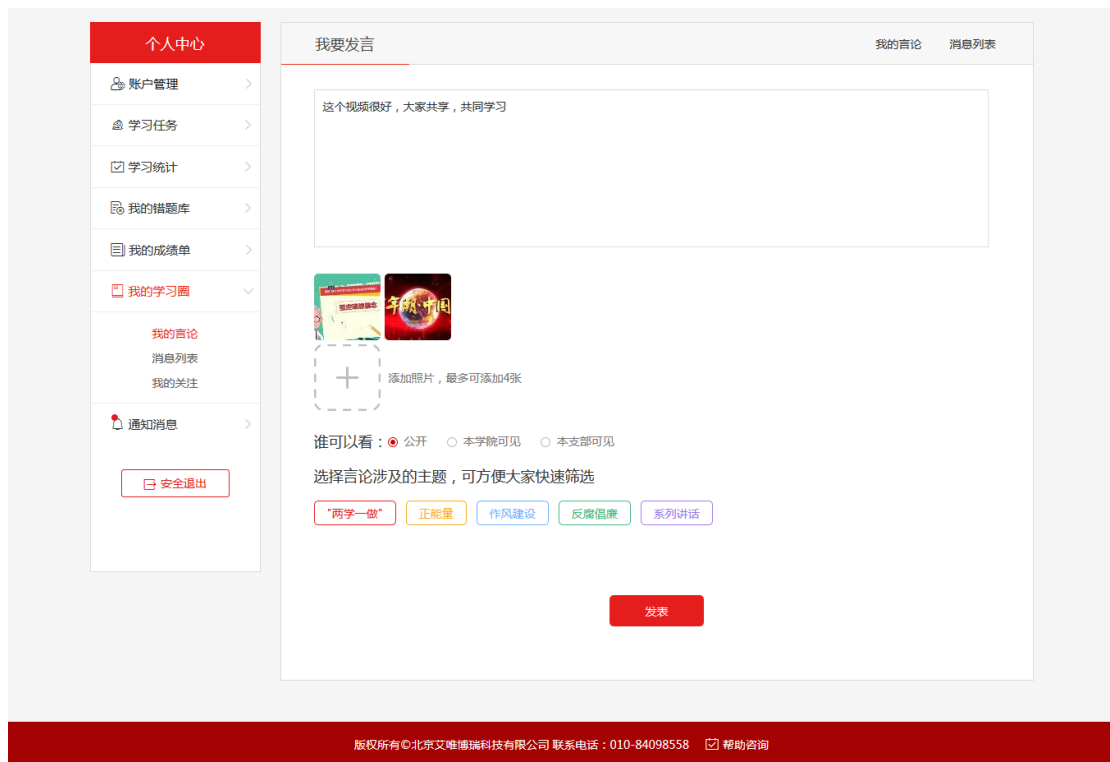 个人中心
我要发言
我的言论 消息列表
账户管理
学习任务
学习统计
我的错题库
我的成绩单
我的学习圈
我的言论
消息列表
我的关注
通知消息
安全退出
这个视频很好，大家共享，共同学习
坚定理想信念
年潮·中国
添加照片，最多可添加4张
谁可以看：公开 本学院可见 本支部可见
选择言论涉及的主题，可方便大家快速筛选
"两学一做" 正能量 作风建设 反腐倡廉 系列讲话
发表
版权所有©北京艾唯博瑞科技有限公司 联系电话：010-84098558 帮助咨询